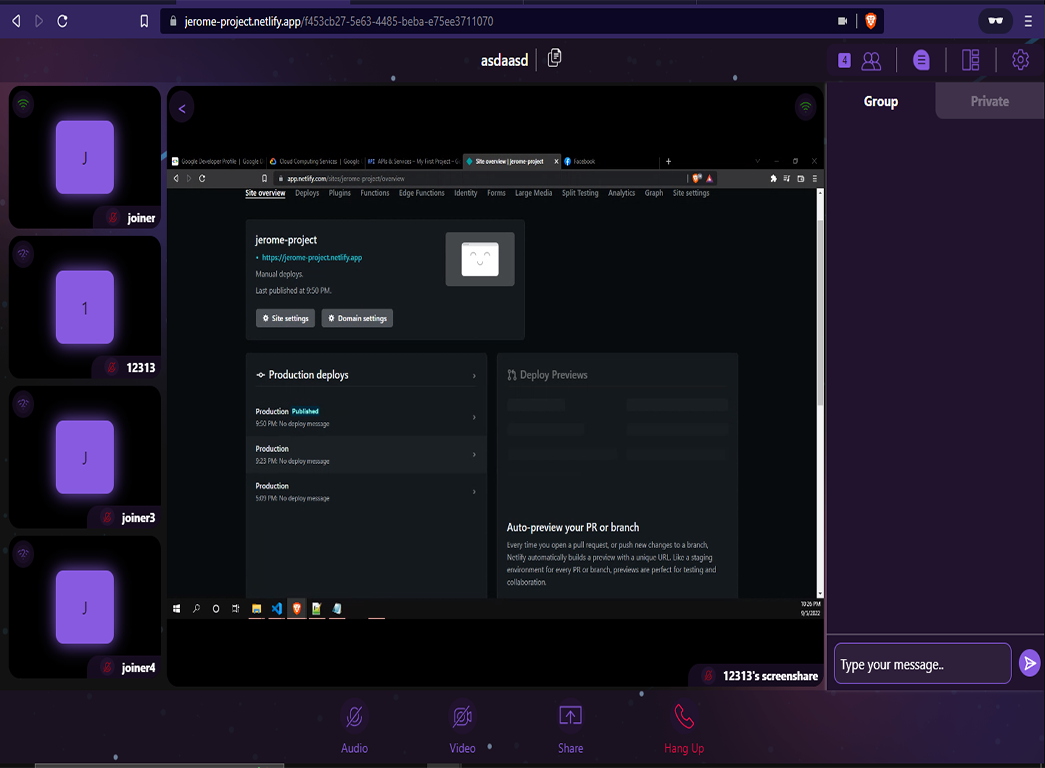 jerome-project.netlify.app/f453cb27-5e63-4485-beba-e75ee3711070
asdaasd
4
Group
Private
J
joiner
1
12313
J
joiner3
J
joiner4
Google Developer Profile | Google D
Cloud Computing Services | Google
APIs & Services – My First Project – G
Site overview | jerome-project
Facebook
app.netlify.com/sites/jerome-project/overview
Site overview Deploys Plugins Functions Edge Functions Identity Forms Large Media Split Testing Analytics Graph Site settings
jerome-project
https://jerome-project.netlify.app
Manual deploys.
Last published at 9:50 PM.
Site settings
Domain settings
Production deploys
Production Published
9:50 PM: No deploy message
Production
9:23 PM: No deploy message
Production
5:09 PM: No deploy message
Deploy Previews
Auto-preview your PR or branch
Every time you open a pull request, or push new changes to a branch,
Netlify automatically builds a preview with a unique URL. Like a staging
environment for every PR or branch, previews are perfect for testing and
collaboration.
10:26 PM
9/3/2022
12313's screenshare
Type your message..
Audio
Video
Share
Hang Up